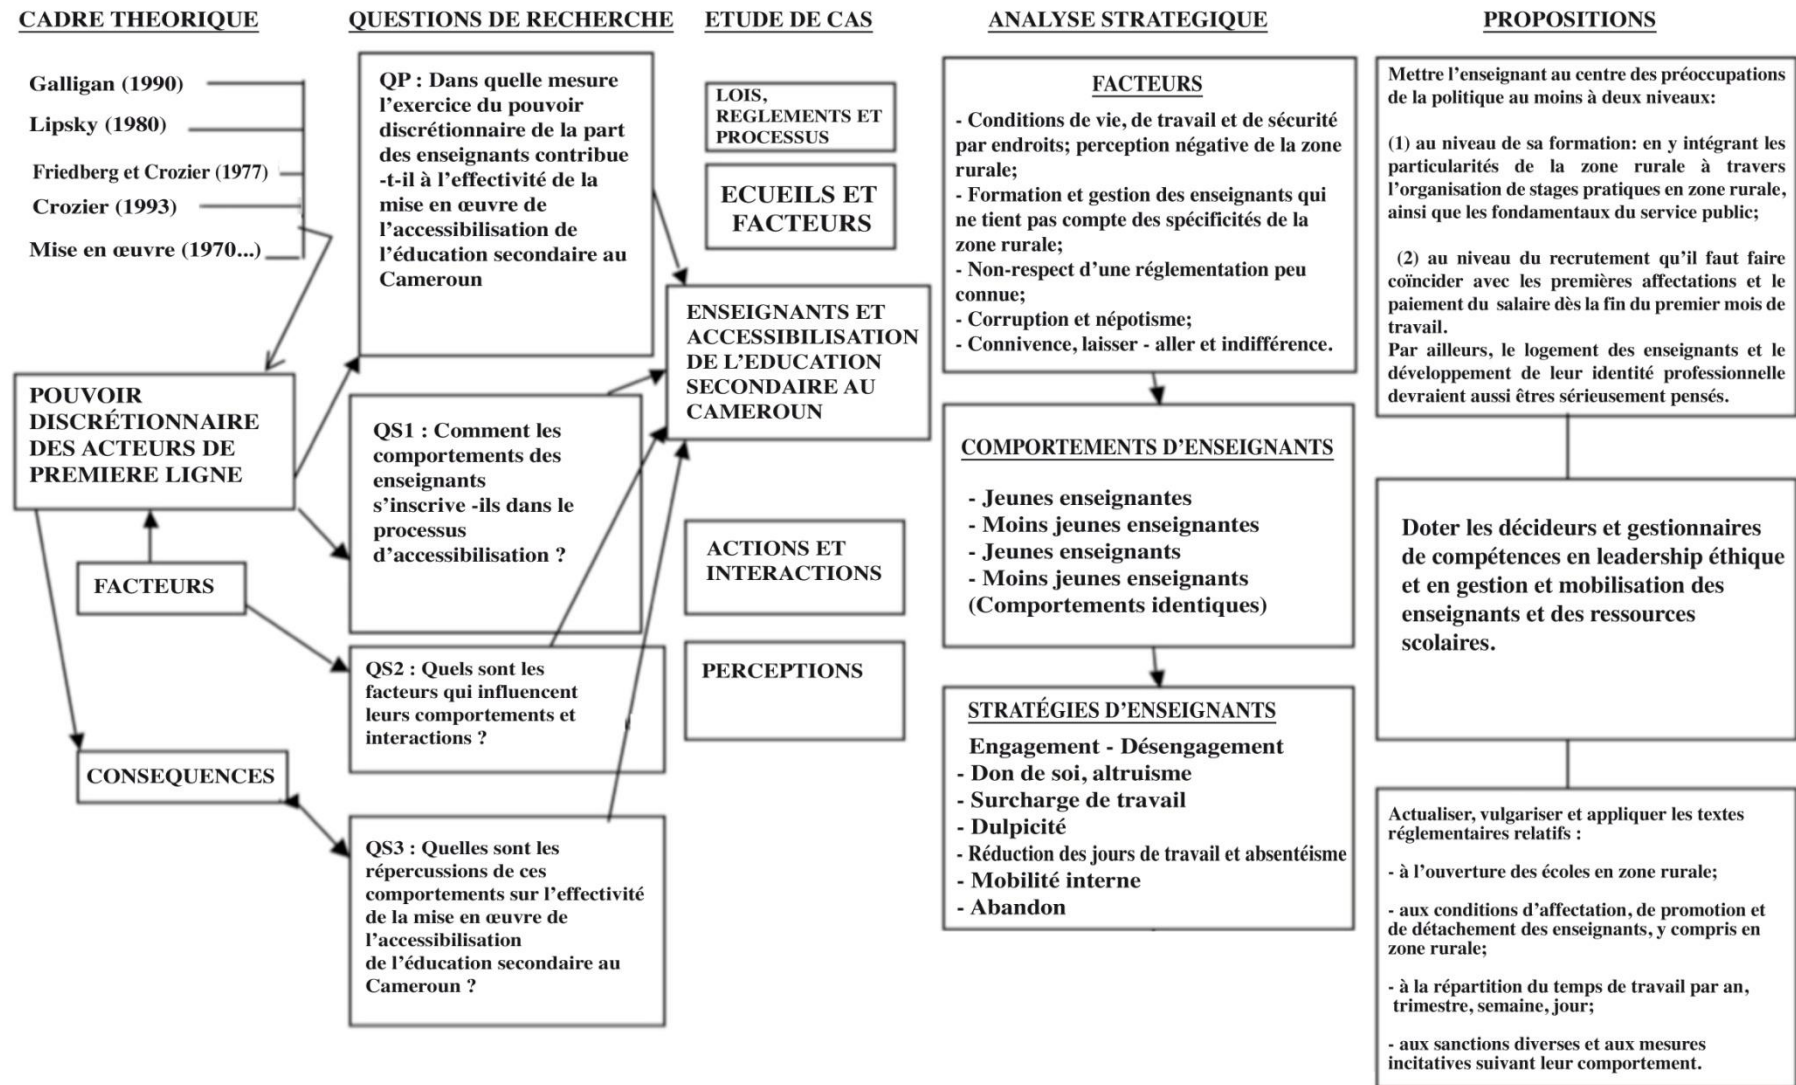 CADRE THEORIQUE
Galligan (1990)
Lipsky (1980)
Friedberg et Crozier (1977)
Crozier (1993)
Mise en œuvre (1970...)
POUVOIR
DISCRÉTIONNAIRE
DES ACTEURS DE
PREMIERE LIGNE
FACTEURS
CONSEQUENCES
QUESTIONS DE RECHERCHE
QP : Dans quelle mesure
l’exercice du pouvoir
discrétionnaire de la part
des enseignants contribue
-t-il à l’effectivité de la
mise en œuvre de
l’accessibilisation de
l’éducation secondaire au
Cameroun
QS1 : Comment les
comportements des
enseignants
s’inscrive -ils dans le
processus
d’accessibilisation ?
QS2 : Quels sont les
facteurs qui influencent
leurs comportements et
interactions ?
QS3 : Quelles sont les
répercussions de ces
comportements sur l’effectivité
de la mise en œuvre de
l’accessibilisation
de l’éducation secondaire au
Cameroun ?
ETUDE DE CAS
LOIS,
REGLEMENTS ET
PROCESSUS
ECUEILS ET
FACTEURS
ENSEIGNANTS ET
ACCESSIBILISATION
DE L’EDUCATION
SECONDAIRE AU
CAMEROUN
ACTIONS ET
INTERACTIONS
PERCEPTIONS
ANALYSE STRATEGIQUE
FACTEURS
- Conditions de vie, de travail et de sécurité
par endroits; perception négative de la zone
rurale;
- Formation et gestion des enseignants qui
ne tient pas compte des spécificités de la
zone rurale;
- Non-respect d’une réglementation peu
connue;
- Corruption et népotisme;
- Connivence, laisser - aller et indifférence.
COMPORTEMENTS D’ENSEIGNANTS
- Jeunes enseignantes
- Moins jeunes enseignantes
- Jeunes enseignants
- Moins jeunes enseignants
(Comportements identiques)
STRATÉGIES D’ENSEIGNANTS
Engagement - Désengagement
- Don de soi, altruisme
- Surcharge de travail
- Dulpicité
- Réduction des jours de travail et absentéisme
- Mobilité interne
- Abandon
PROPOSITIONS
Mettre l’enseignant au centre des préoccupations
de la politique au moins à deux niveaux:
(1) au niveau de sa formation: en y intégrant les
particularités de la zone rurale à travers
l’organisation de stages pratiques en zone rurale,
ainsi que les fondamentaux du service public;
(2) au niveau du recrutement qu’il faut faire
coïncider avec les premières affectations et le
paiement du salaire dès la fin du premier mois de
travail.
Par ailleurs, le logement des enseignants et le
développement de leur identité professionnelle
devraient aussi êtres sérieusement pensés.
Doter les décideurs et gestionnaires
de compétences en leadership éthique
et en gestion et mobilisation des
enseignants et des ressources
scolaires.
Actualiser, vulgariser et appliquer les textes
réglementaires relatifs :
- à l’ouverture des écoles en zone rurale;
- aux conditions d’affectation, de promotion et
de détachement des enseignants, y compris en
zone rurale;
- à la répartition du temps de travail par an,
trimestre, semaine, jour;
- aux sanctions diverses et aux mesures
incitatives suivant leur comportement.